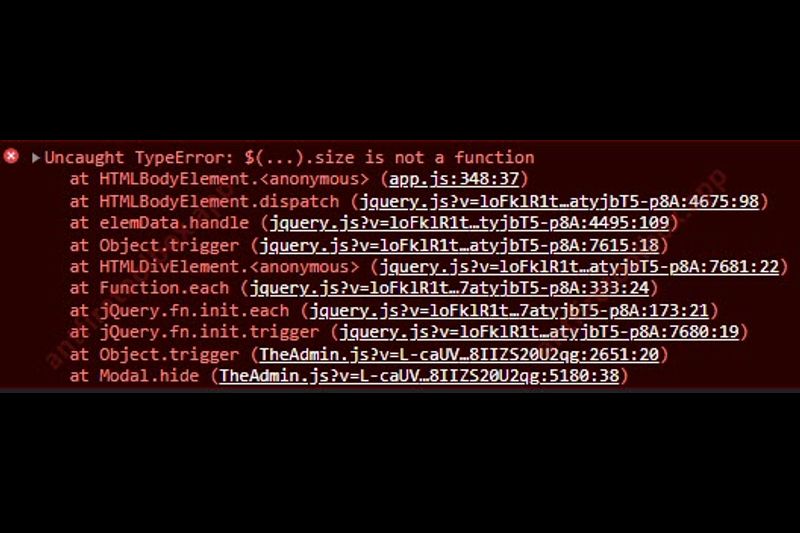 Uncaught TypeError: $(...).size is not a function
at HTMLBodyElement.<anonymous> (app.js:348:37)
at HTMLBodyElement.dispatch (jquery.js?v=loFklR1t…atyjbT5-p8A:4675:98)
at elemData.handle (jquery.js?v=loFklR1t…tyjbT5-p8A:4495:109)
at Object.trigger (jquery.js?v=loFklR1t…atyjbT5-p8A:7615:18)
at HTMLDivElement.<anonymous> (jquery.js?v=loFklR1t…atyjbT5-p8A:7681:22)
at Function.each (jquery.js?v=loFklR1t…7atyjbT5-p8A:333:24)
at jQuery.fn.init.each (jquery.js?v=loFklR1t…7atyjbT5-p8A:173:21)
at jQuery.fn.init.trigger (jquery.js?v=loFklR1t…atyjbT5-p8A:7680:19)
at Object.trigger (TheAdmin.js?v=L-caUV…8IIZS20U2qg:2651:20)
at Modal.hide (TheAdmin.js?v=L-caUV…8IIZS20U2qg:5180:38)